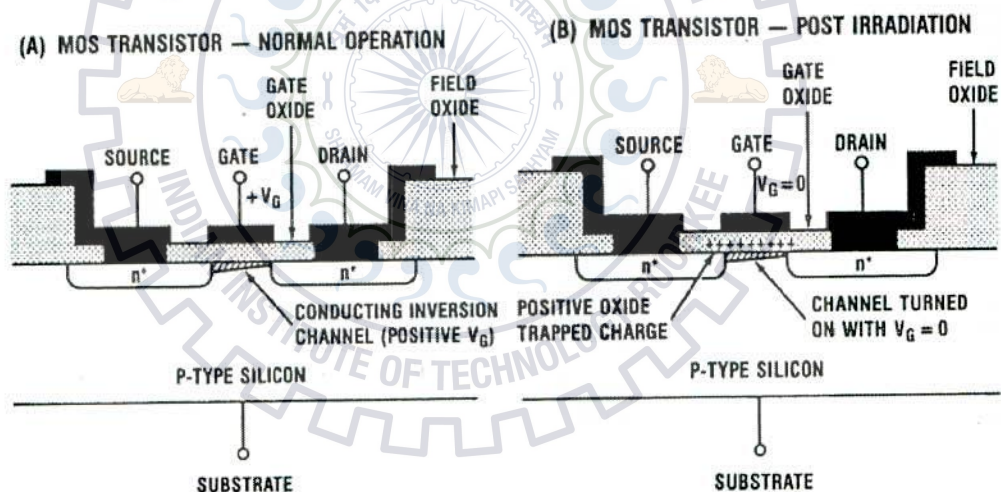 (A) MOS TRANSISTOR — NORMAL OPERATION
SOURCE
GATE
+V_G
GATE
OXIDE
DRAIN
FIELD
OXIDE
n⁺
n⁺
CONDUCTING INVERSION
CHANNEL (POSITIVE V_G)
P-TYPE SILICON
SUBSTRATE
(B) MOS TRANSISTOR — POST IRRADIATION
SOURCE
GATE
V_G = 0
GATE
OXIDE
DRAIN
FIELD
OXIDE
+ + + + + + + + +
n⁺
n⁺
POSITIVE OXIDE
TRAPPED CHARGE
CHANNEL TURNED
ON WITH V_G = 0
P-TYPE SILICON
SUBSTRATE
INDIAN INSTITUTE OF TECHNOLOGY ROORKEE